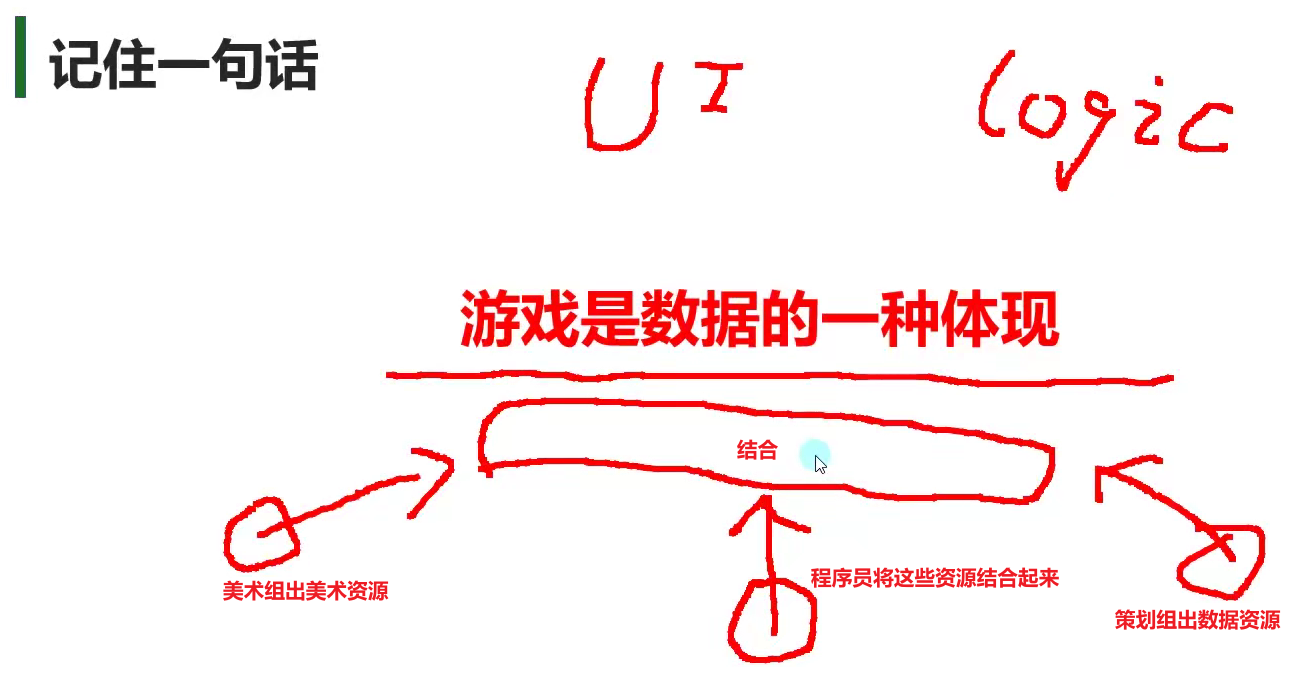 记住一句话
UI logic
游戏是数据的一种体现
结合
程序员将这些资源结合起来
美术组出美术资源
策划组出数据资源